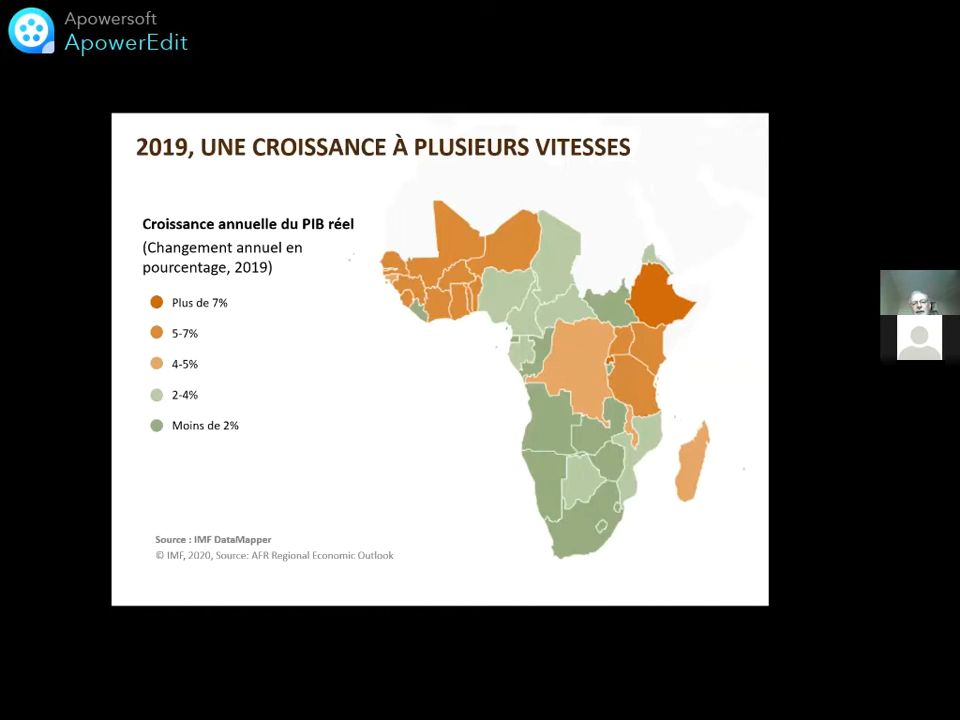 Apowersoft
ApowerEdit
2019, UNE CROISSANCE À PLUSIEURS VITESSES
Croissance annuelle du PIB réel
(Changement annuel en
pourcentage, 2019)
Plus de 7%
5-7%
4-5%
2-4%
Moins de 2%
Source : IMF DataMapper
© IMF, 2020, Source: AFR Regional Economic Outlook